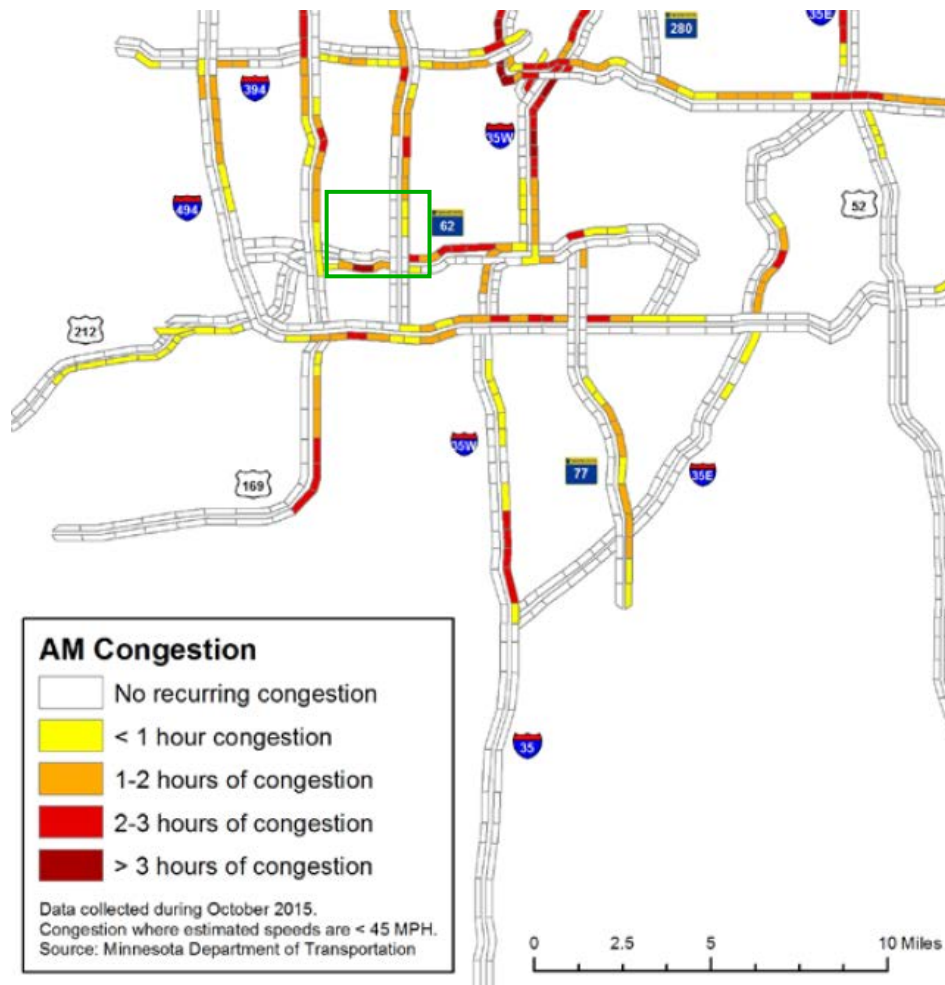 280
35E
394
35W
494
62
52
212
35W
77
35E
169
AM Congestion
No recurring congestion
< 1 hour congestion
1-2 hours of congestion
2-3 hours of congestion
> 3 hours of congestion
Data collected during October 2015.
Congestion where estimated speeds are < 45 MPH.
Source: Minnesota Department of Transportation
35
0 2.5 5 10 Miles